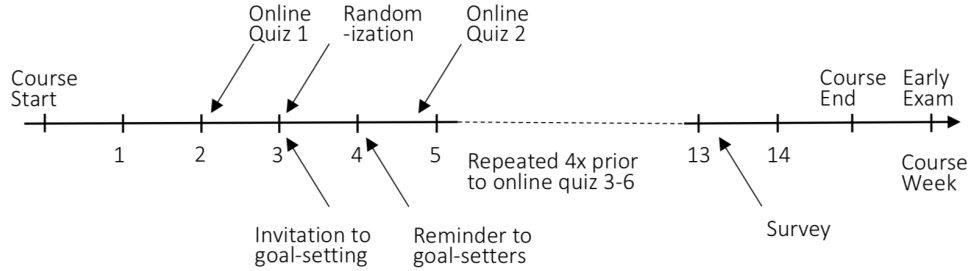 Online
Quiz 1
Random
-ization
Online
Quiz 2
Course
Start
Course
End
Early
Exam
1
2
3
4
5
13
14
Repeated 4x prior
to online quiz 3-6
Course
Week
Invitation to
goal-setting
Reminder to
goal-setters
Survey